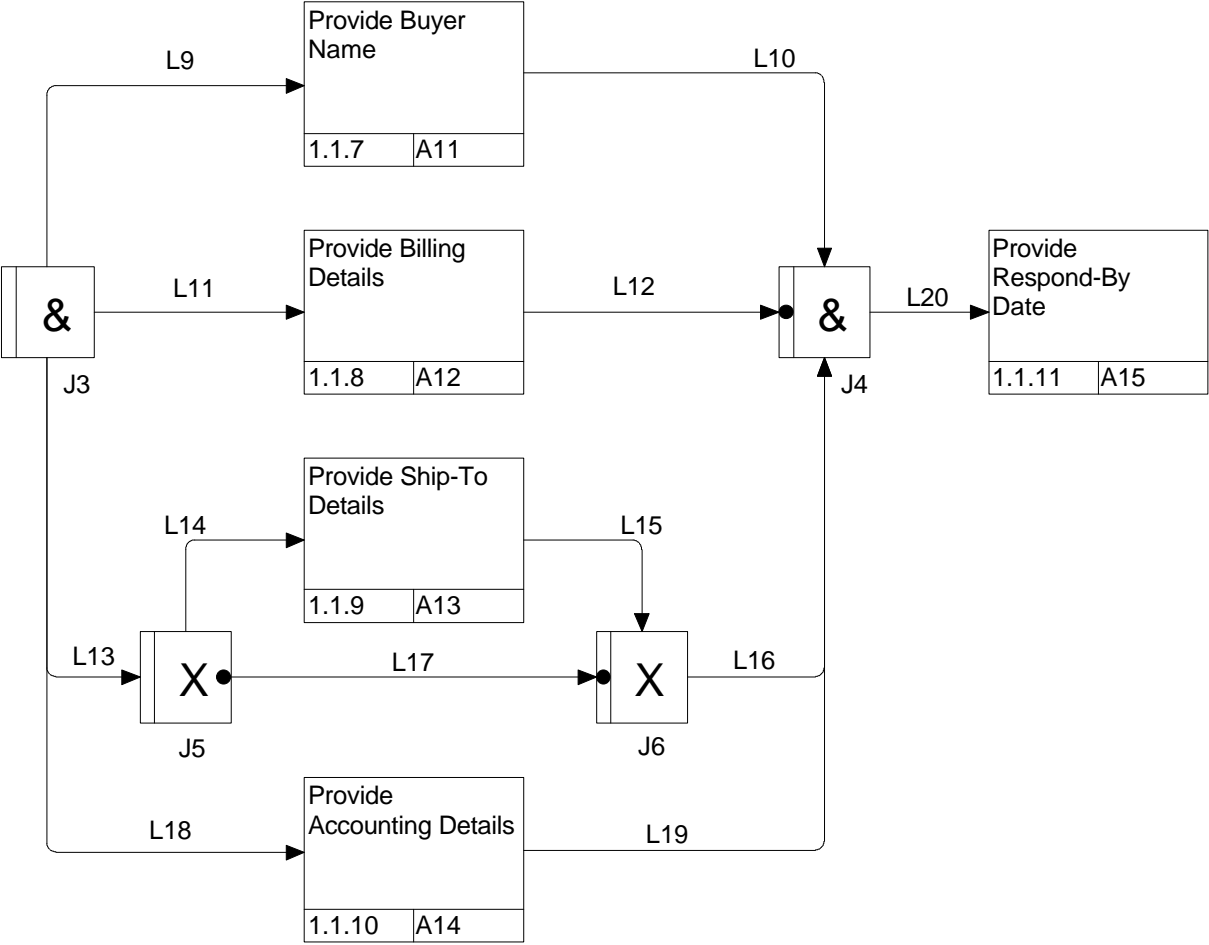 Provide Buyer
Name
L9
L10
1.1.7 A11
Provide Billing
Details
Provide
Respond-By
Date
L11
L12
L20
&
&
1.1.8 A12
1.1.11 A15
J3
J4
Provide Ship-To
Details
L14
L15
1.1.9 A13
L13
L17
L16
X
X
J5
J6
Provide
Accounting Details
L18
L19
1.1.10 A14